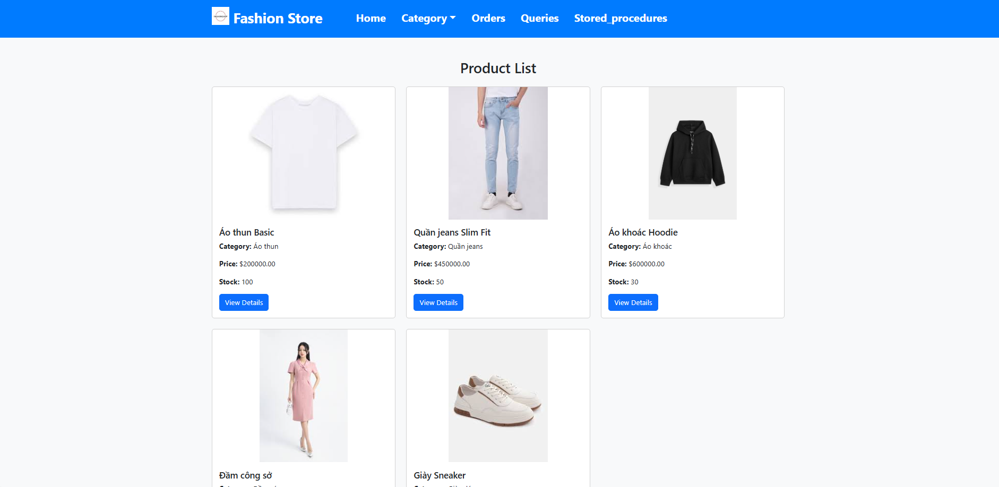 FASHIONSHOP
Fashion Store
Home
Category
Orders
Queries
Stored_procedures
Product List
Áo thun Basic
Category: Áo thun
Price: $200000.00
Stock: 100
View Details
Quần jeans Slim Fit
Category: Quần jeans
Price: $450000.00
Stock: 50
View Details
Áo khoác Hoodie
Category: Áo khoác
Price: $600000.00
Stock: 30
View Details
Đầm công sở
Giày Sneaker